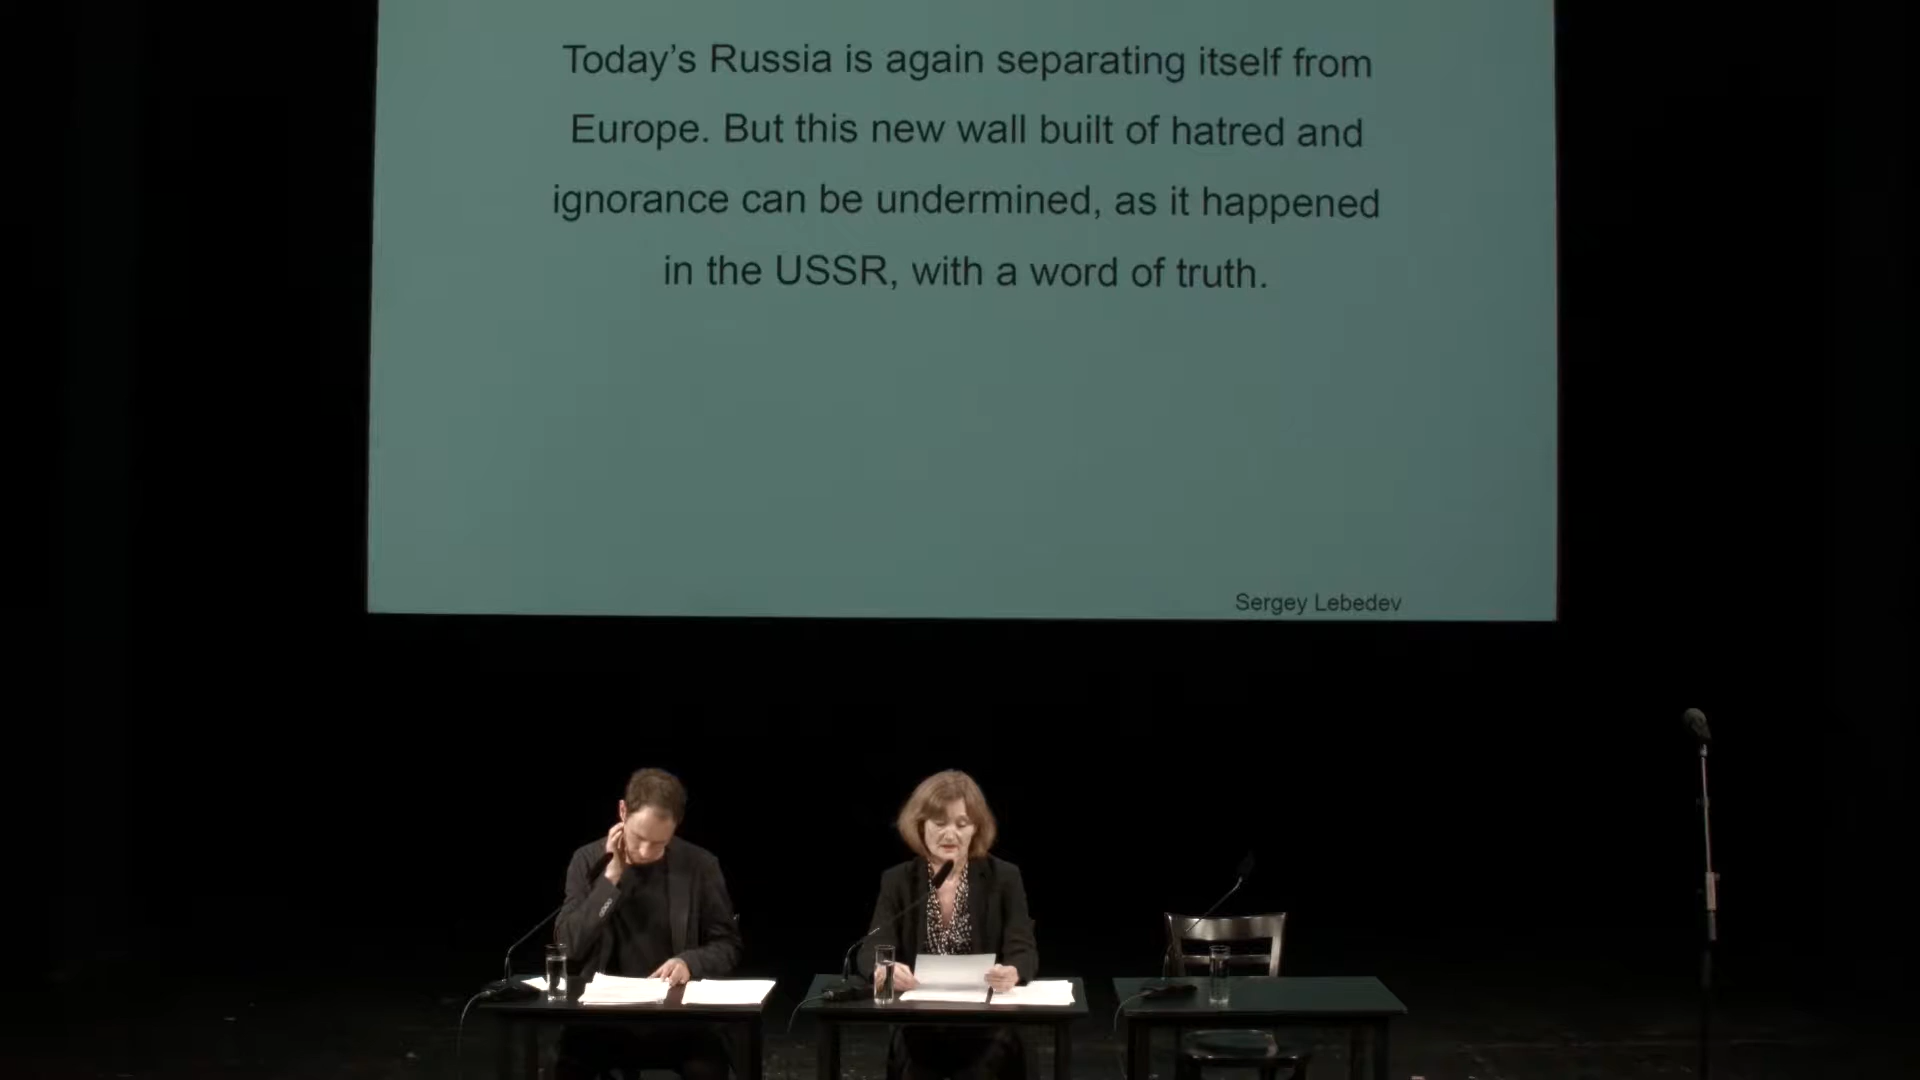 Today’s Russia is again separating itself from
Europe. But this new wall built of hatred and
ignorance can be undermined, as it happened
in the USSR, with a word of truth.
Sergey Lebedev